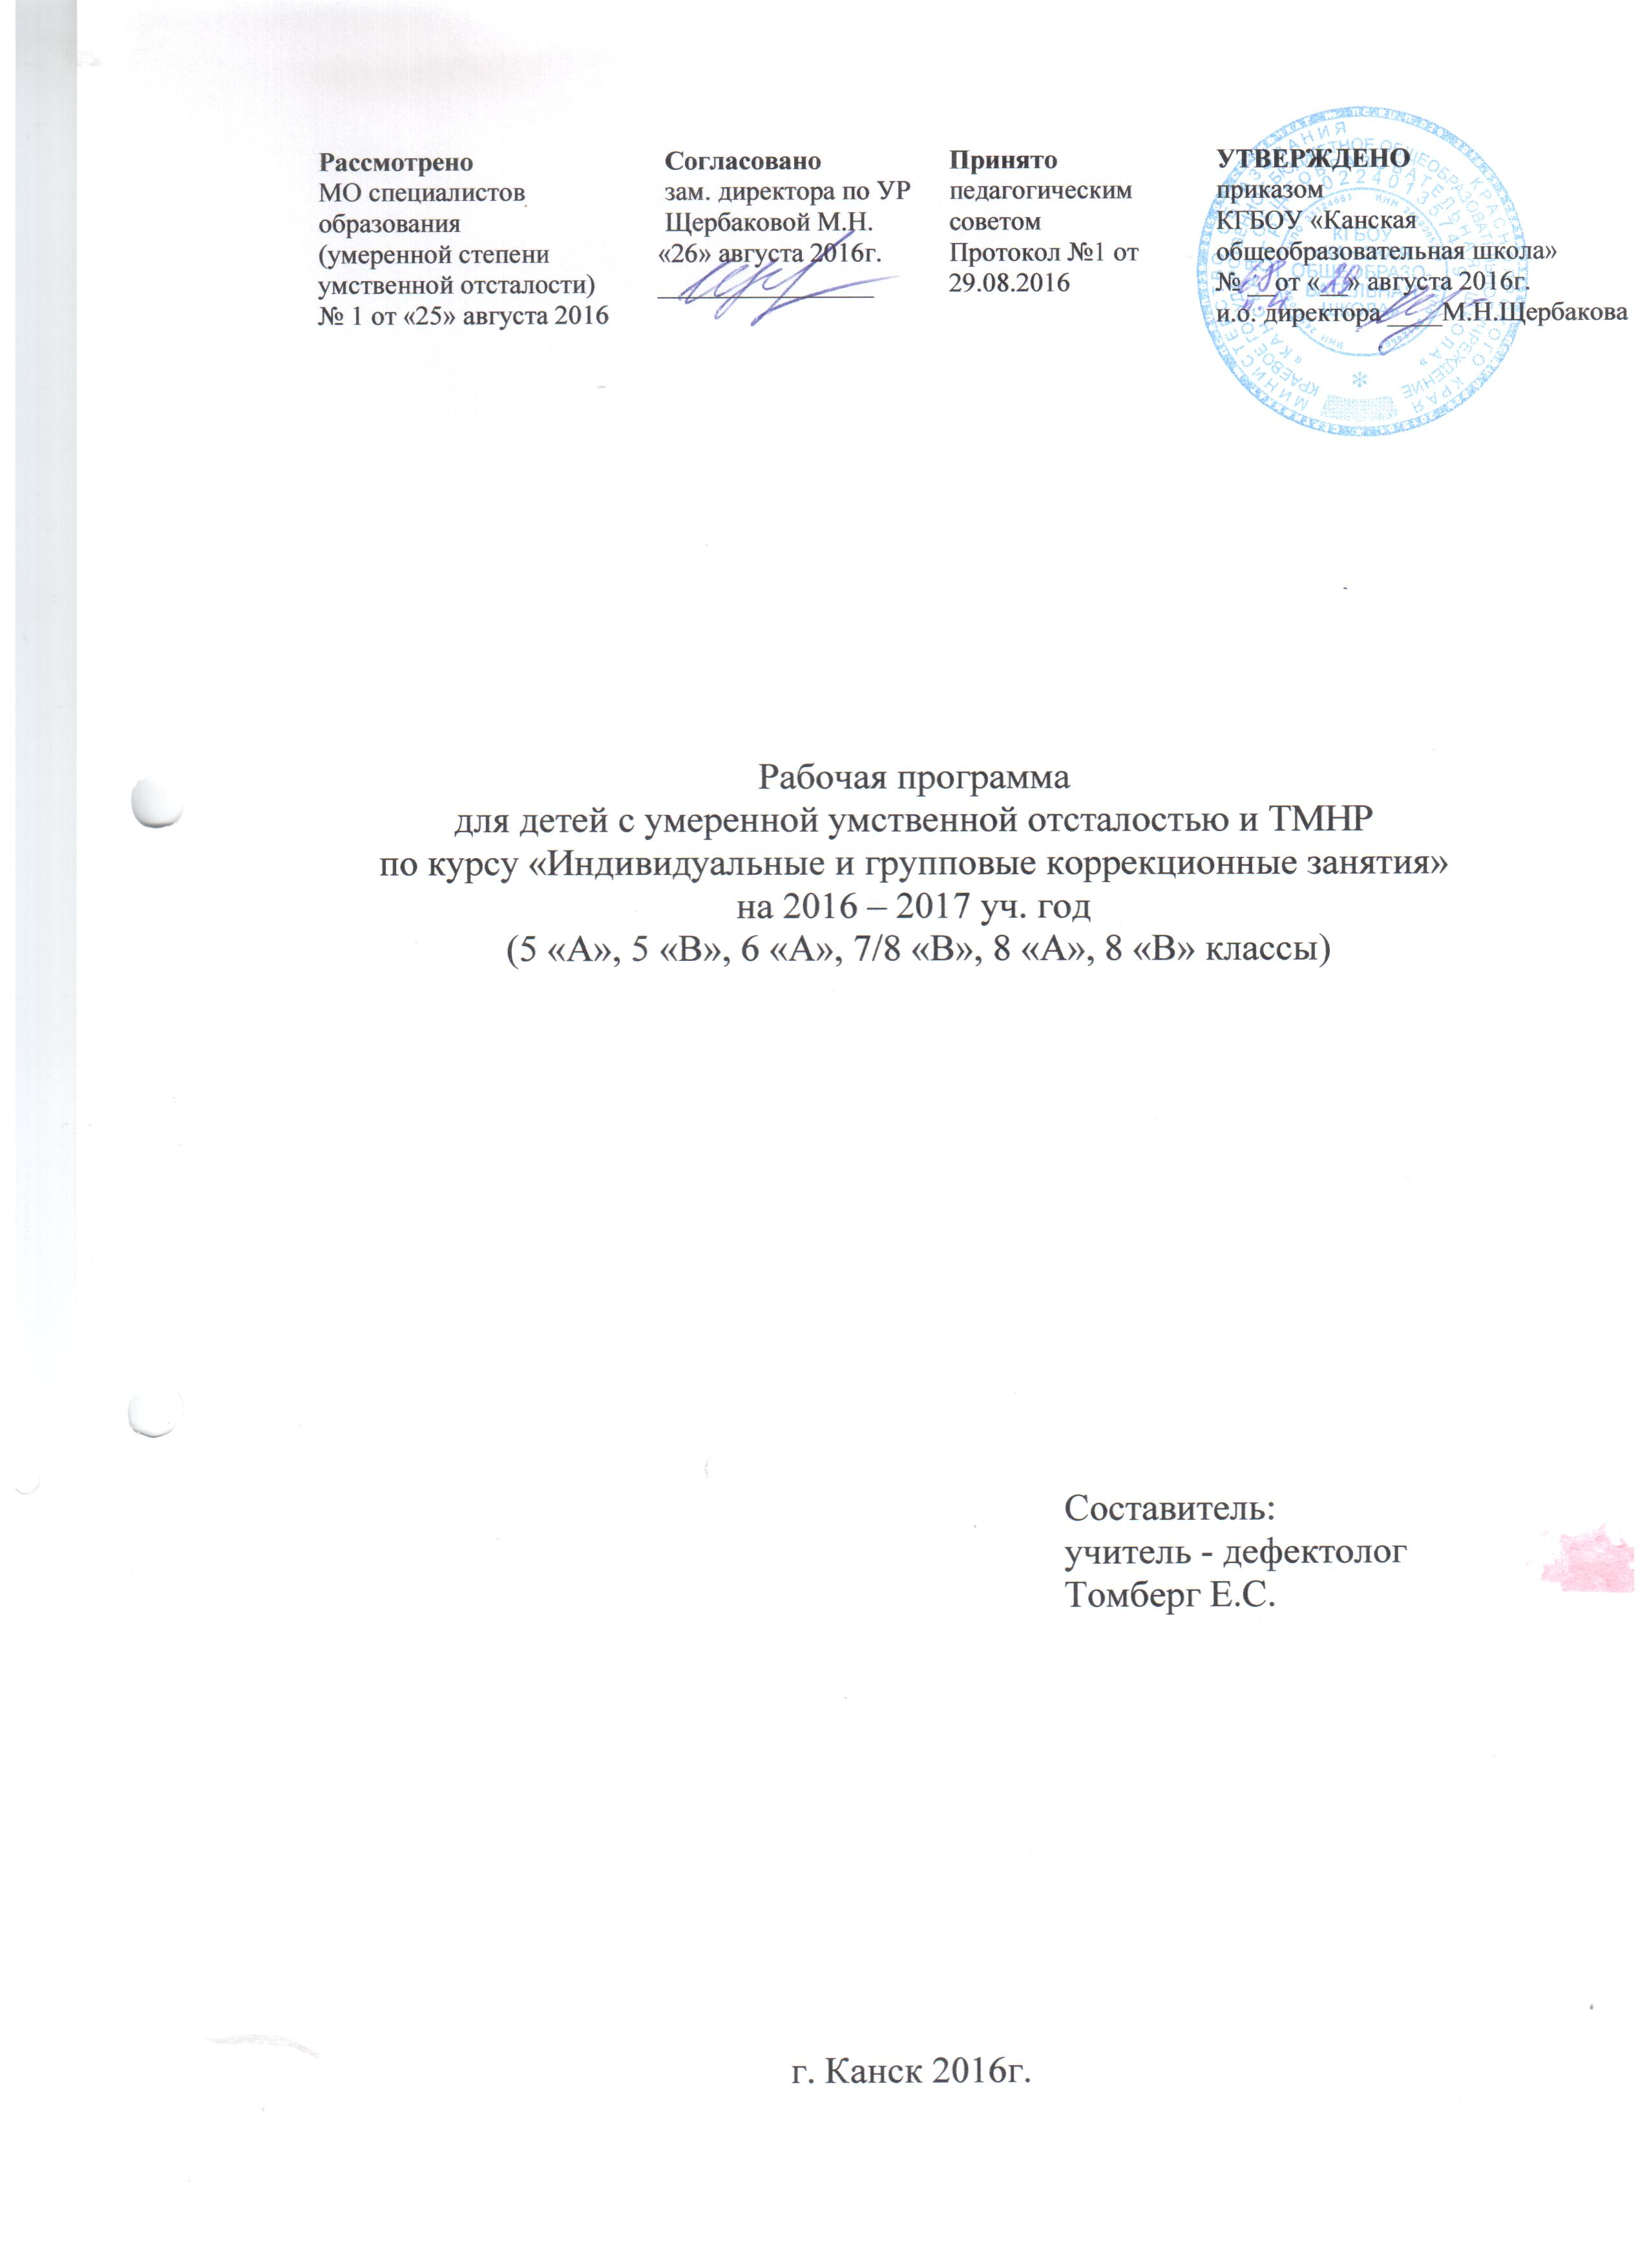 Рассмотрено
МО специалистов
образования
(умеренной степени
умственной отсталости)
№ 1 от «25» августа 2016
Согласовано
зам. директора по УР
Щербаковой М.Н.
«26» августа 2016г.
Принято
педагогическим
советом
Протокол №1 от
29.08.2016
УТВЕРЖДЕНО
приказом
КГБОУ «Канская
общеобразовательная школа»
№ от « » августа 2016г.
и.о. директора М.Н.Щербакова
Рабочая программа
для детей с умеренной умственной отсталостью и ТМНР
по курсу «Индивидуальные и групповые коррекционные занятия»
на 2016 – 2017 уч. год
(5 «А», 5 «В», 6 «А», 7/8 «В», 8 «А», 8 «В» классы)
Составитель:
учитель - дефектолог
Томберг Е.С.
г. Канск 2016г.